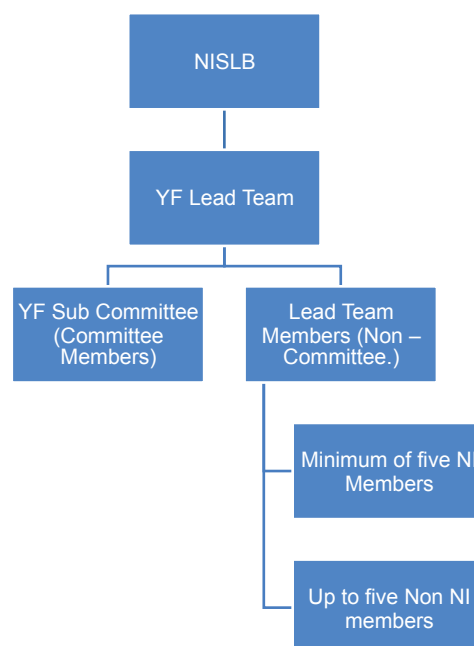 NISLB
YF Lead Team
YF Sub Committee
(Committee
Members)
Lead Team
Members (Non –
Committee.)
Minimum of five NI
Members
Up to five Non NI
members